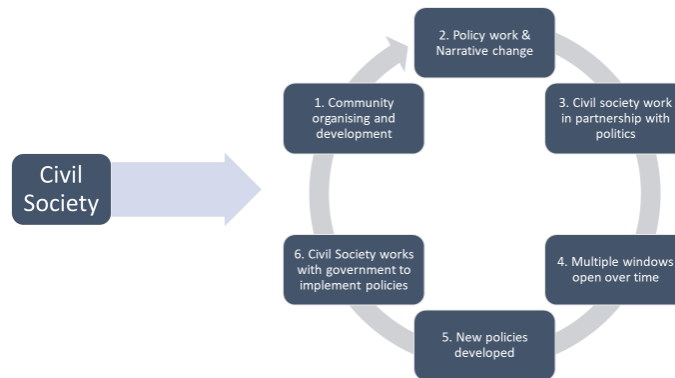 Civil
Society
1. Community
organising and
development
2. Policy work &
Narrative change
3. Civil society work
in partnership with
politics
4. Multiple windows
open over time
5. New policies
developed
6. Civil Society works
with government to
implement policies